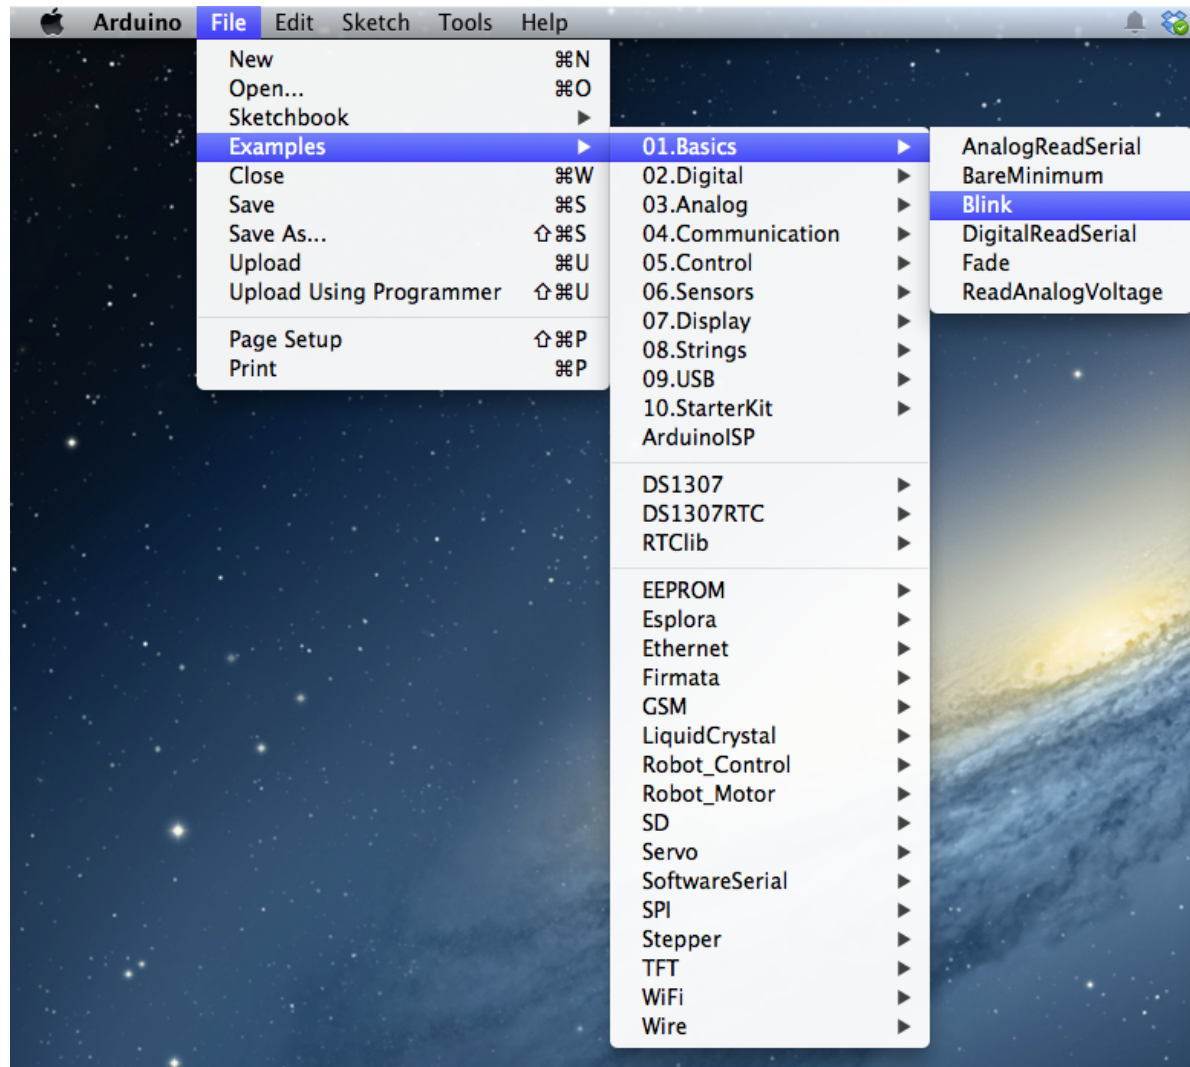 Arduino File Edit Sketch Tools Help
New ⌘N
Open... ⌘O
Sketchbook
Examples
Close ⌘W
Save ⌘S
Save As... ⇧⌘S
Upload ⌘U
Upload Using Programmer ⇧⌘U
Page Setup ⇧⌘P
Print ⌘P
01.Basics
02.Digital
03.Analog
04.Communication
05.Control
06.Sensors
07.Display
08.Strings
09.USB
10.StarterKit
ArduinoISP
DS1307
DS1307RTC
RTClib
EEPROM
Esplora
Ethernet
Firmata
GSM
LiquidCrystal
Robot_Control
Robot_Motor
SD
Servo
SoftwareSerial
SPI
Stepper
TFT
WiFi
Wire
AnalogReadSerial
BareMinimum
Blink
DigitalReadSerial
Fade
ReadAnalogVoltage